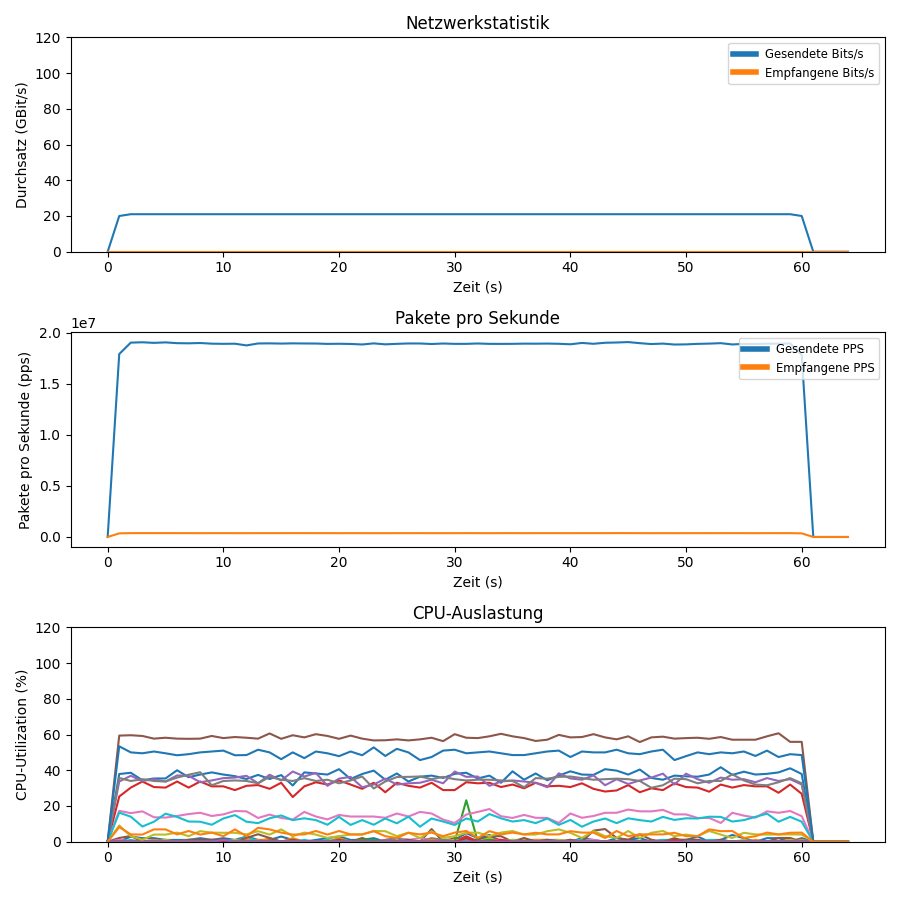 Netzwerkstatistik
Durchsatz (GBit/s)
120
100
80
60
40
20
0
Gesendete Bits/s
Empfangene Bits/s
0 10 20 30 40 50 60
Zeit (s)
Pakete pro Sekunde
1e7
Pakete pro Sekunde (pps)
2.0
1.5
1.0
0.5
0.0
Gesendete PPS
Empfangene PPS
0 10 20 30 40 50 60
Zeit (s)
CPU-Auslastung
CPU-Utilization (%)
120
100
80
60
40
20
0
0 10 20 30 40 50 60
Zeit (s)